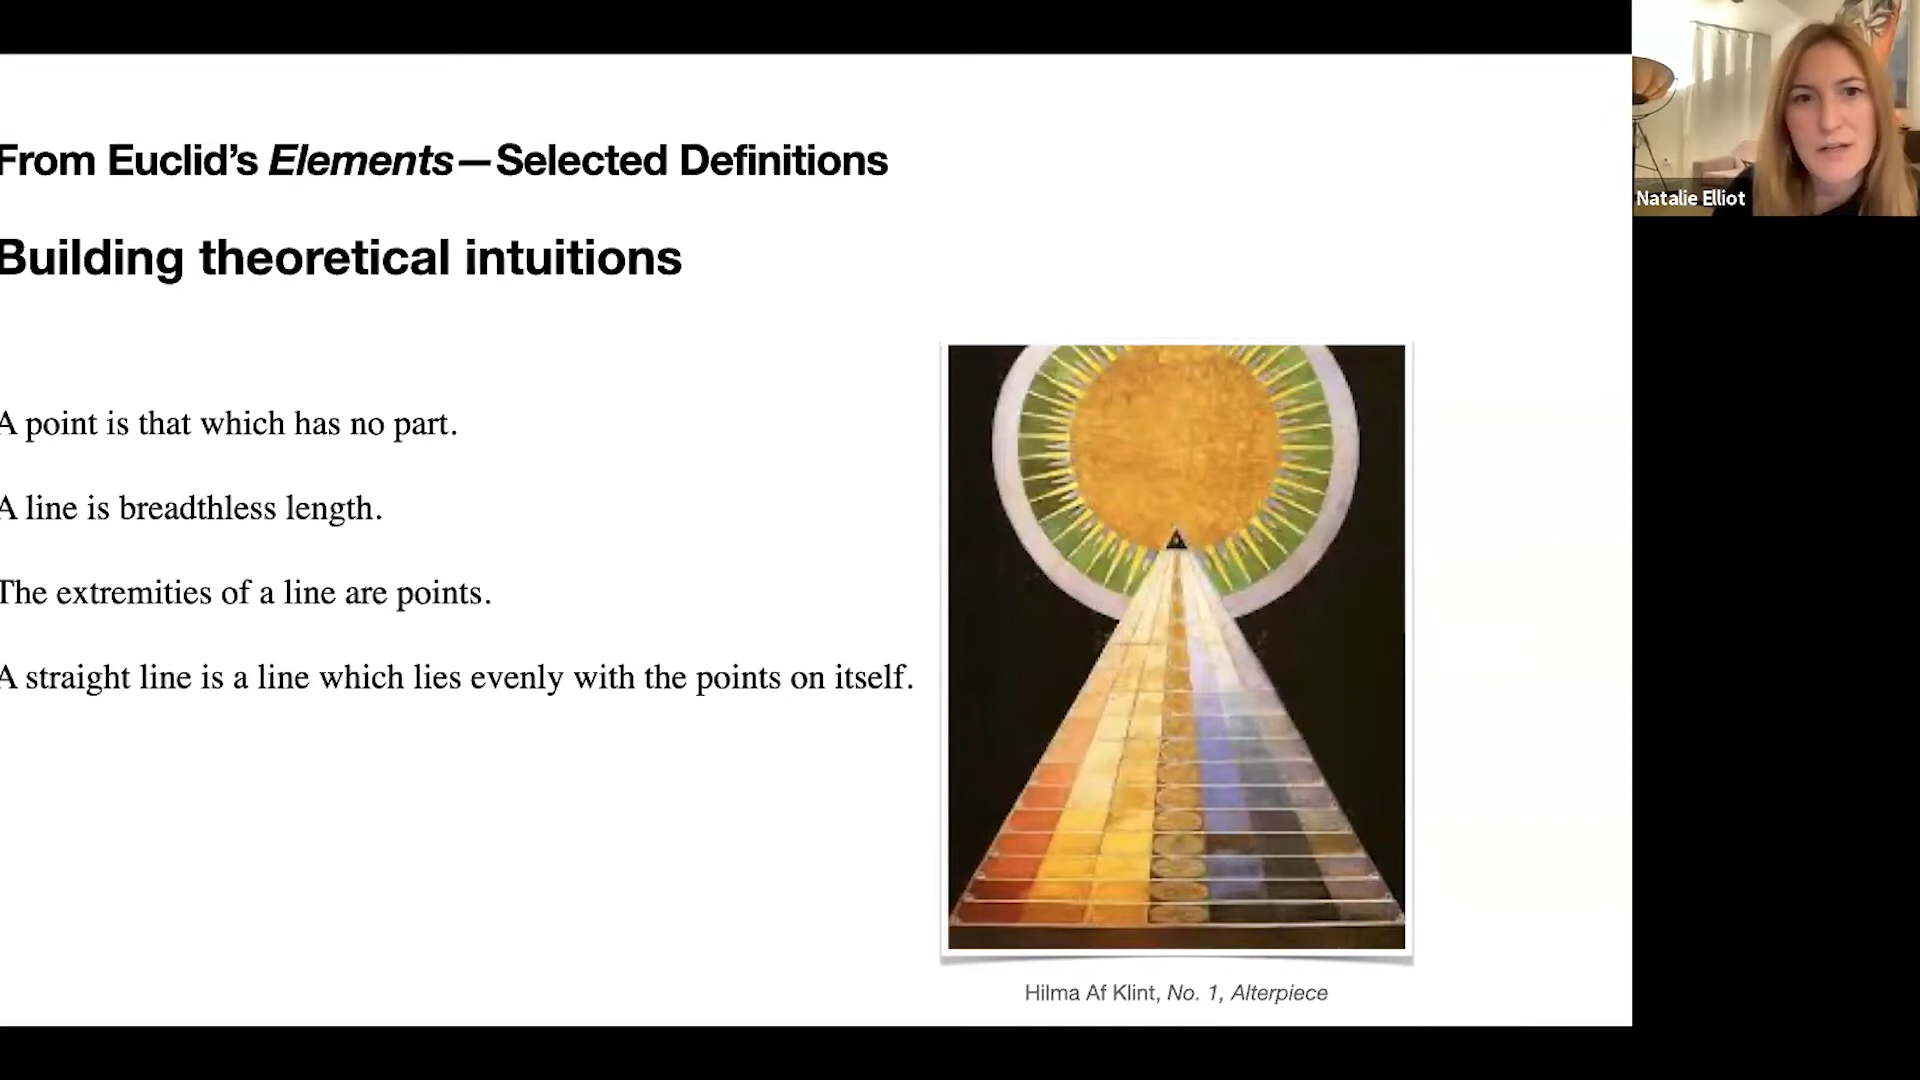 From Euclid’s Elements—Selected Definitions
Building theoretical intuitions
A point is that which has no part.
A line is breadthless length.
The extremities of a line are points.
A straight line is a line which lies evenly with the points on itself.
Hilma Af Klint, No. 1, Alterpiece
Natalie Elliot